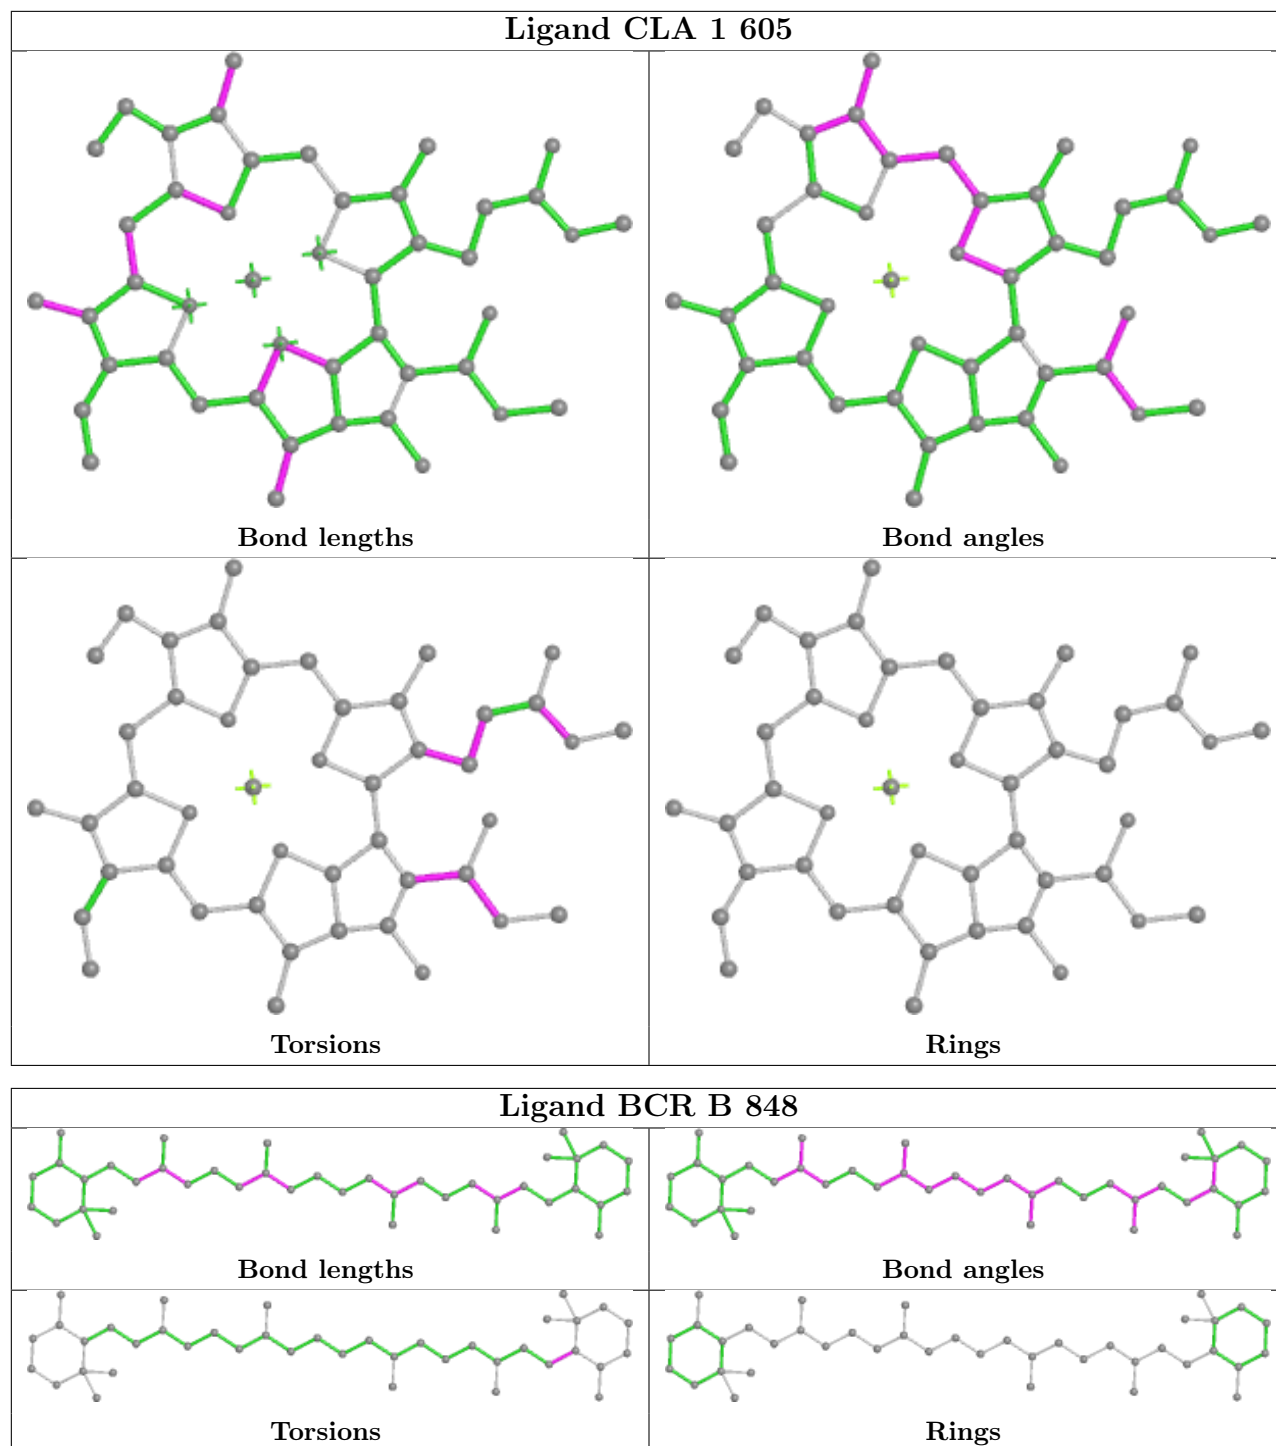 Ligand CLA 1 605
Bond lengths
Bond angles
Torsions
Rings
Ligand BCR B 848
Bond lengths
Bond angles
Torsions
Rings